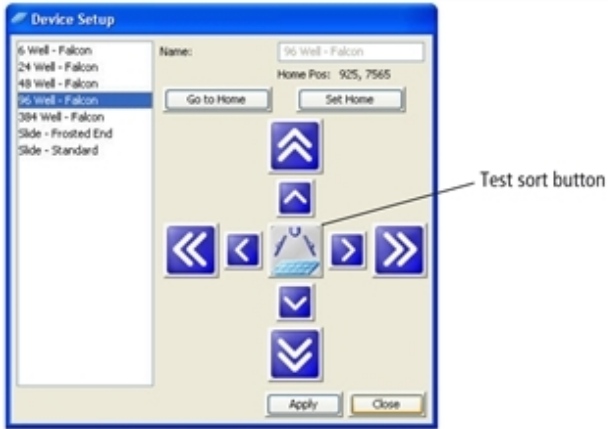 Device Setup
6 Well - Falcon
24 Well - Falcon
48 Well - Falcon
96 Well - Falcon
384 Well - Falcon
Slide - Frosted End
Slide - Standard
Name:
96 Well - Falcon
Home Pos: 925, 7565
Go to Home
Set Home
Test sort button
Apply
Close